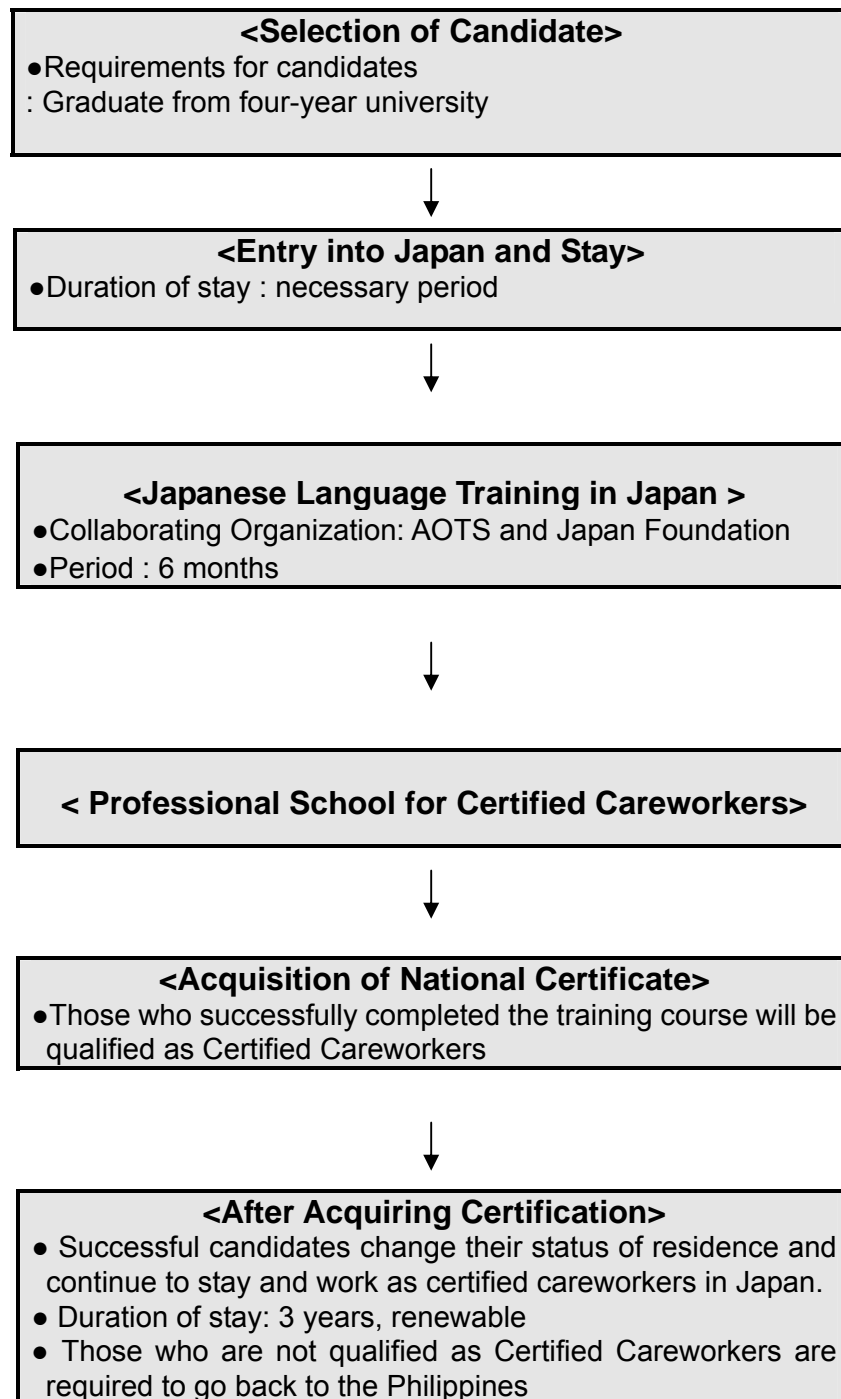 <Selection of Candidate>
●Requirements for candidates
: Graduate from four-year university
<Entry into Japan and Stay>
●Duration of stay : necessary period
<Japanese Language Training in Japan >
●Collaborating Organization: AOTS and Japan Foundation
●Period : 6 months
< Professional School for Certified Careworkers>
<Acquisition of National Certificate>
●Those who successfully completed the training course will be
qualified as Certified Careworkers
<After Acquiring Certification>
● Successful candidates change their status of residence and
continue to stay and work as certified careworkers in Japan.
● Duration of stay: 3 years, renewable
● Those who are not qualified as Certified Careworkers are
required to go back to the Philippines